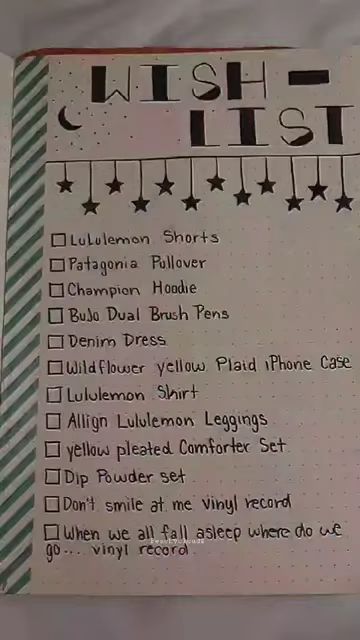 WISH-
LIST
Lululemon Shorts
Patagonia Pullover
Champion Hoodie
BuJo Dual Brush Pens
Denim Dress
Wildflower yellow Plaid iPhone Case
Lululemon Shirt
Allign Lululemon Leggings
yellow pleated Comforter Set
Dip Powder set
Don't smile at me vinyl record
When we all fall asleep where do we
go... vinyl record